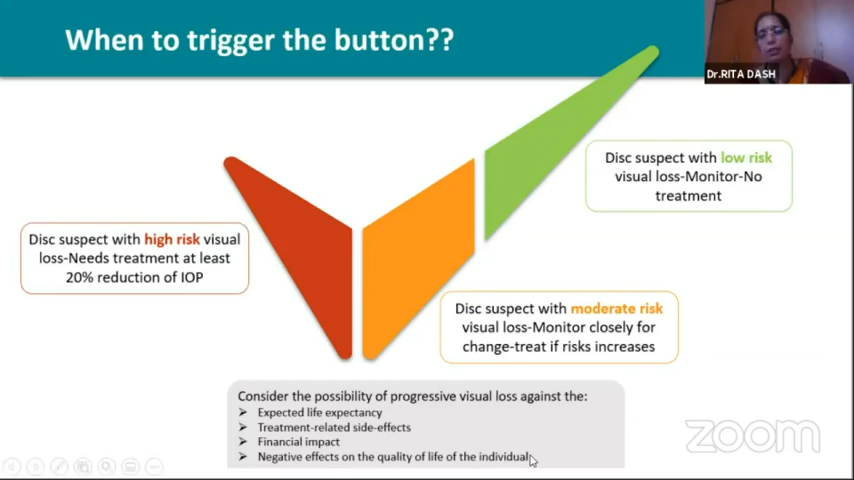 When to trigger the button??
Dr.RITA DASH
Disc suspect with low risk
visual loss-Monitor-No
treatment
Disc suspect with high risk visual
loss-Needs treatment at least
20% reduction of IOP
Disc suspect with moderate risk
visual loss-Monitor closely for
change-treat if risks increases
Consider the possibility of progressive visual loss against the:
➤ Expected life expectancy
➤ Treatment-related side-effects
➤ Financial impact
➤ Negative effects on the quality of life of the individual
zoom